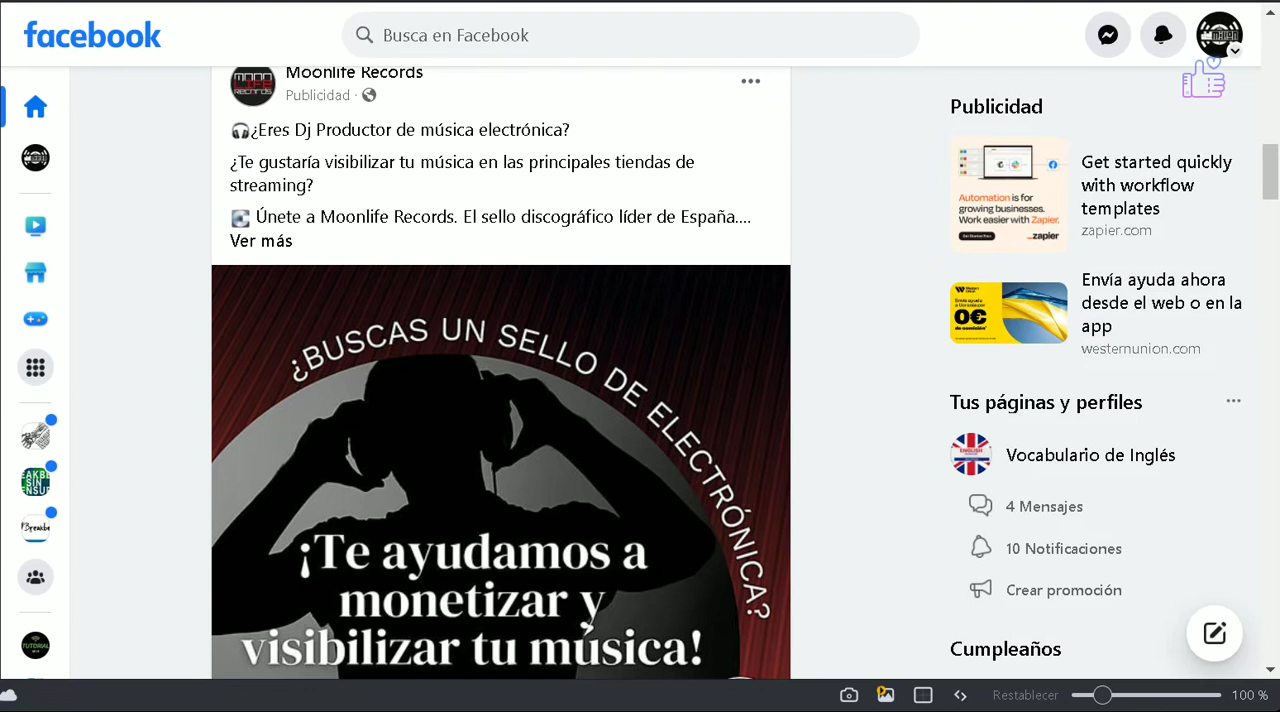 facebook
Busca en Facebook
Moonlife Records
Publicidad ·
¿Eres Dj Productor de música electrónica?
¿Te gustaría visibilizar tu música en las principales tiendas de
streaming?
Únete a Moonlife Records. El sello discográfico líder de España....
Ver más
¿BUSCAS UN SELLO DE ELECTRÓNICA?
¡Te ayudamos a
monetizar y
visibilizar tu música!
Publicidad
Automation is for
growing businesses.
Work easier with Zapier.
zapier
Get started quickly
with workflow
templates
zapier.com
0€
Envía ayuda ahora
desde el web o en la
app
westernunion.com
Tus páginas y perfiles
Vocabulario de Inglés
4 Mensajes
10 Notificaciones
Crear promoción
Cumpleaños
TUTORIAL
Restablecer
100 %